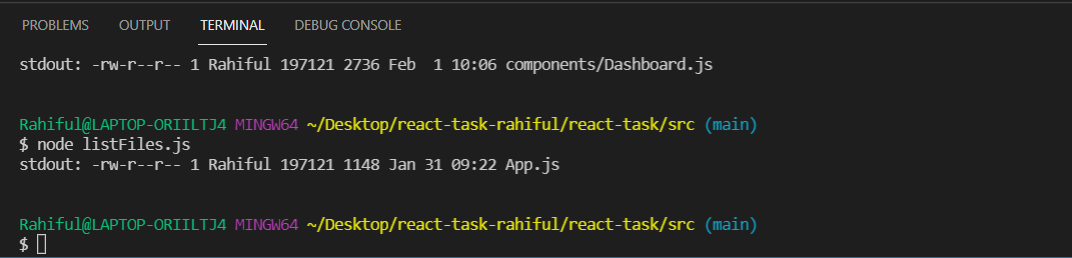 PROBLEMS OUTPUT TERMINAL DEBUG CONSOLE
stdout: -rw-r--r-- 1 Rahiful 197121 2736 Feb  1 10:06 components/Dashboard.js
Rahiful@LAPTOP-ORIILTJ4 MINGW64 ~/Desktop/react-task-rahiful/react-task/src (main)
$ node listFiles.js
stdout: -rw-r--r-- 1 Rahiful 197121 1148 Jan 31 09:22 App.js
Rahiful@LAPTOP-ORIILTJ4 MINGW64 ~/Desktop/react-task-rahiful/react-task/src (main)
$